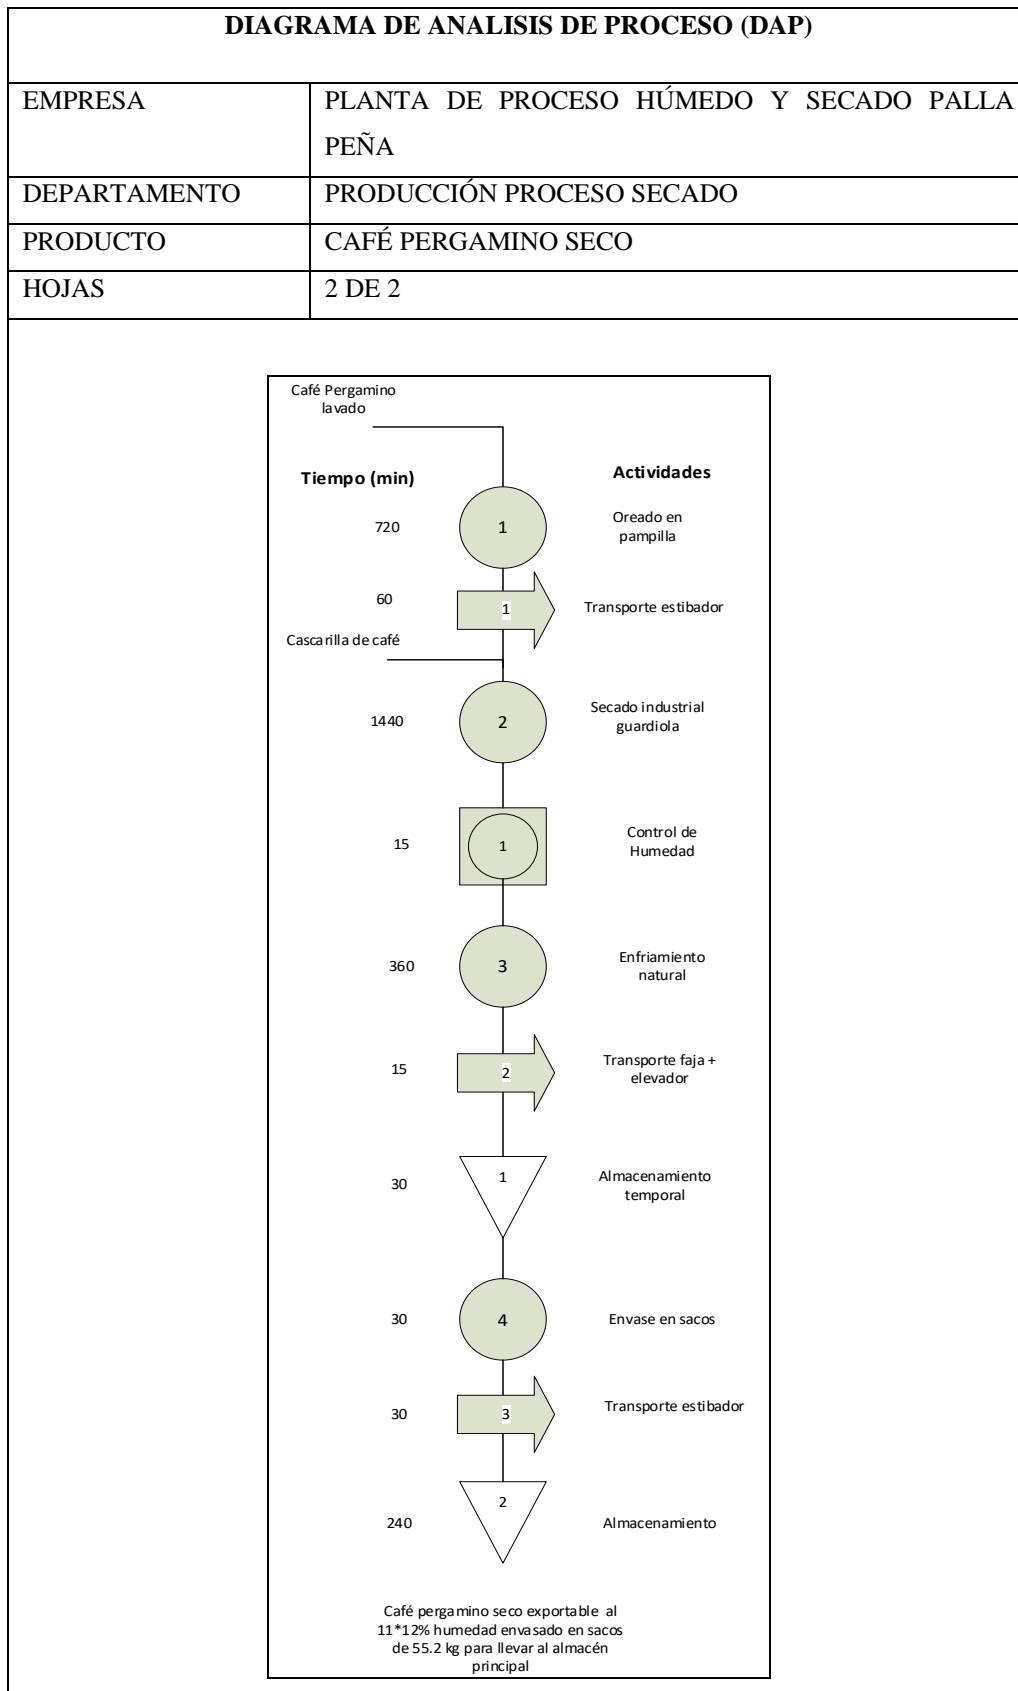 DIAGRAMA DE ANALISIS DE PROCESO (DAP)
EMPRESA
PLANTA DE PROCESO HÚMEDO Y SECADO PALLA
PEÑA
DEPARTAMENTO
PRODUCCIÓN PROCESO SECADO
PRODUCTO
CAFÉ PERGAMINO SECO
HOJAS
2 DE 2
Café Pergamino
lavado
Tiempo (min)
Actividades
720
1
Oreado en
pampilla
60
1
Transporte estibador
Cascarilla de café
1440
2
Secado industrial
guardiola
15
1
Control de
Humedad
360
3
Enfriamiento
natural
15
2
Transporte faja +
elevador
30
1
Almacenamiento
temporal
30
4
Envase en sacos
30
3
Transporte estibador
240
2
Almacenamiento
Café pergamino seco exportable al
11*12% humedad envasado en sacos
de 55.2 kg para llevar al almacén
principal